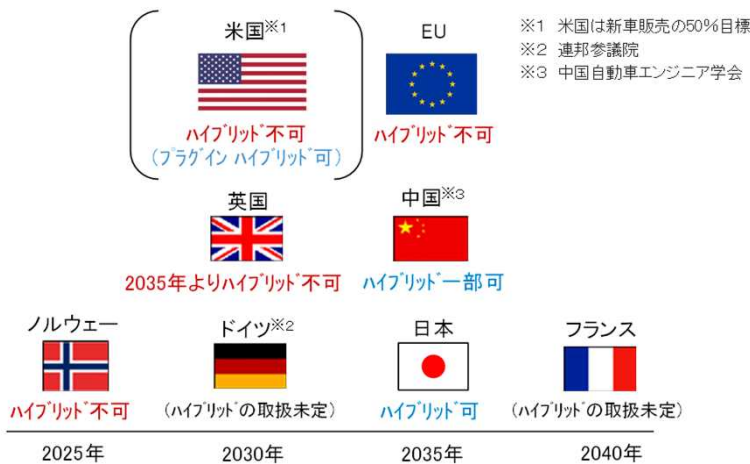 米国※1
EU
※1 米国は新車販売の50%目標
※2 連邦参議院
※3 中国自動車エンジニア学会
ハイブリッド不可
(プラグイン ハイブリッド可)
ハイブリッド不可
英国
中国※3
2035年よりハイブリッド不可
ハイブリッド一部可
ノルウェー
ドイツ※2
日本
フランス
ハイブリッド不可
(ハイブリッドの取扱未定)
ハイブリッド可
(ハイブリッドの取扱未定)
2025年
2030年
2035年
2040年